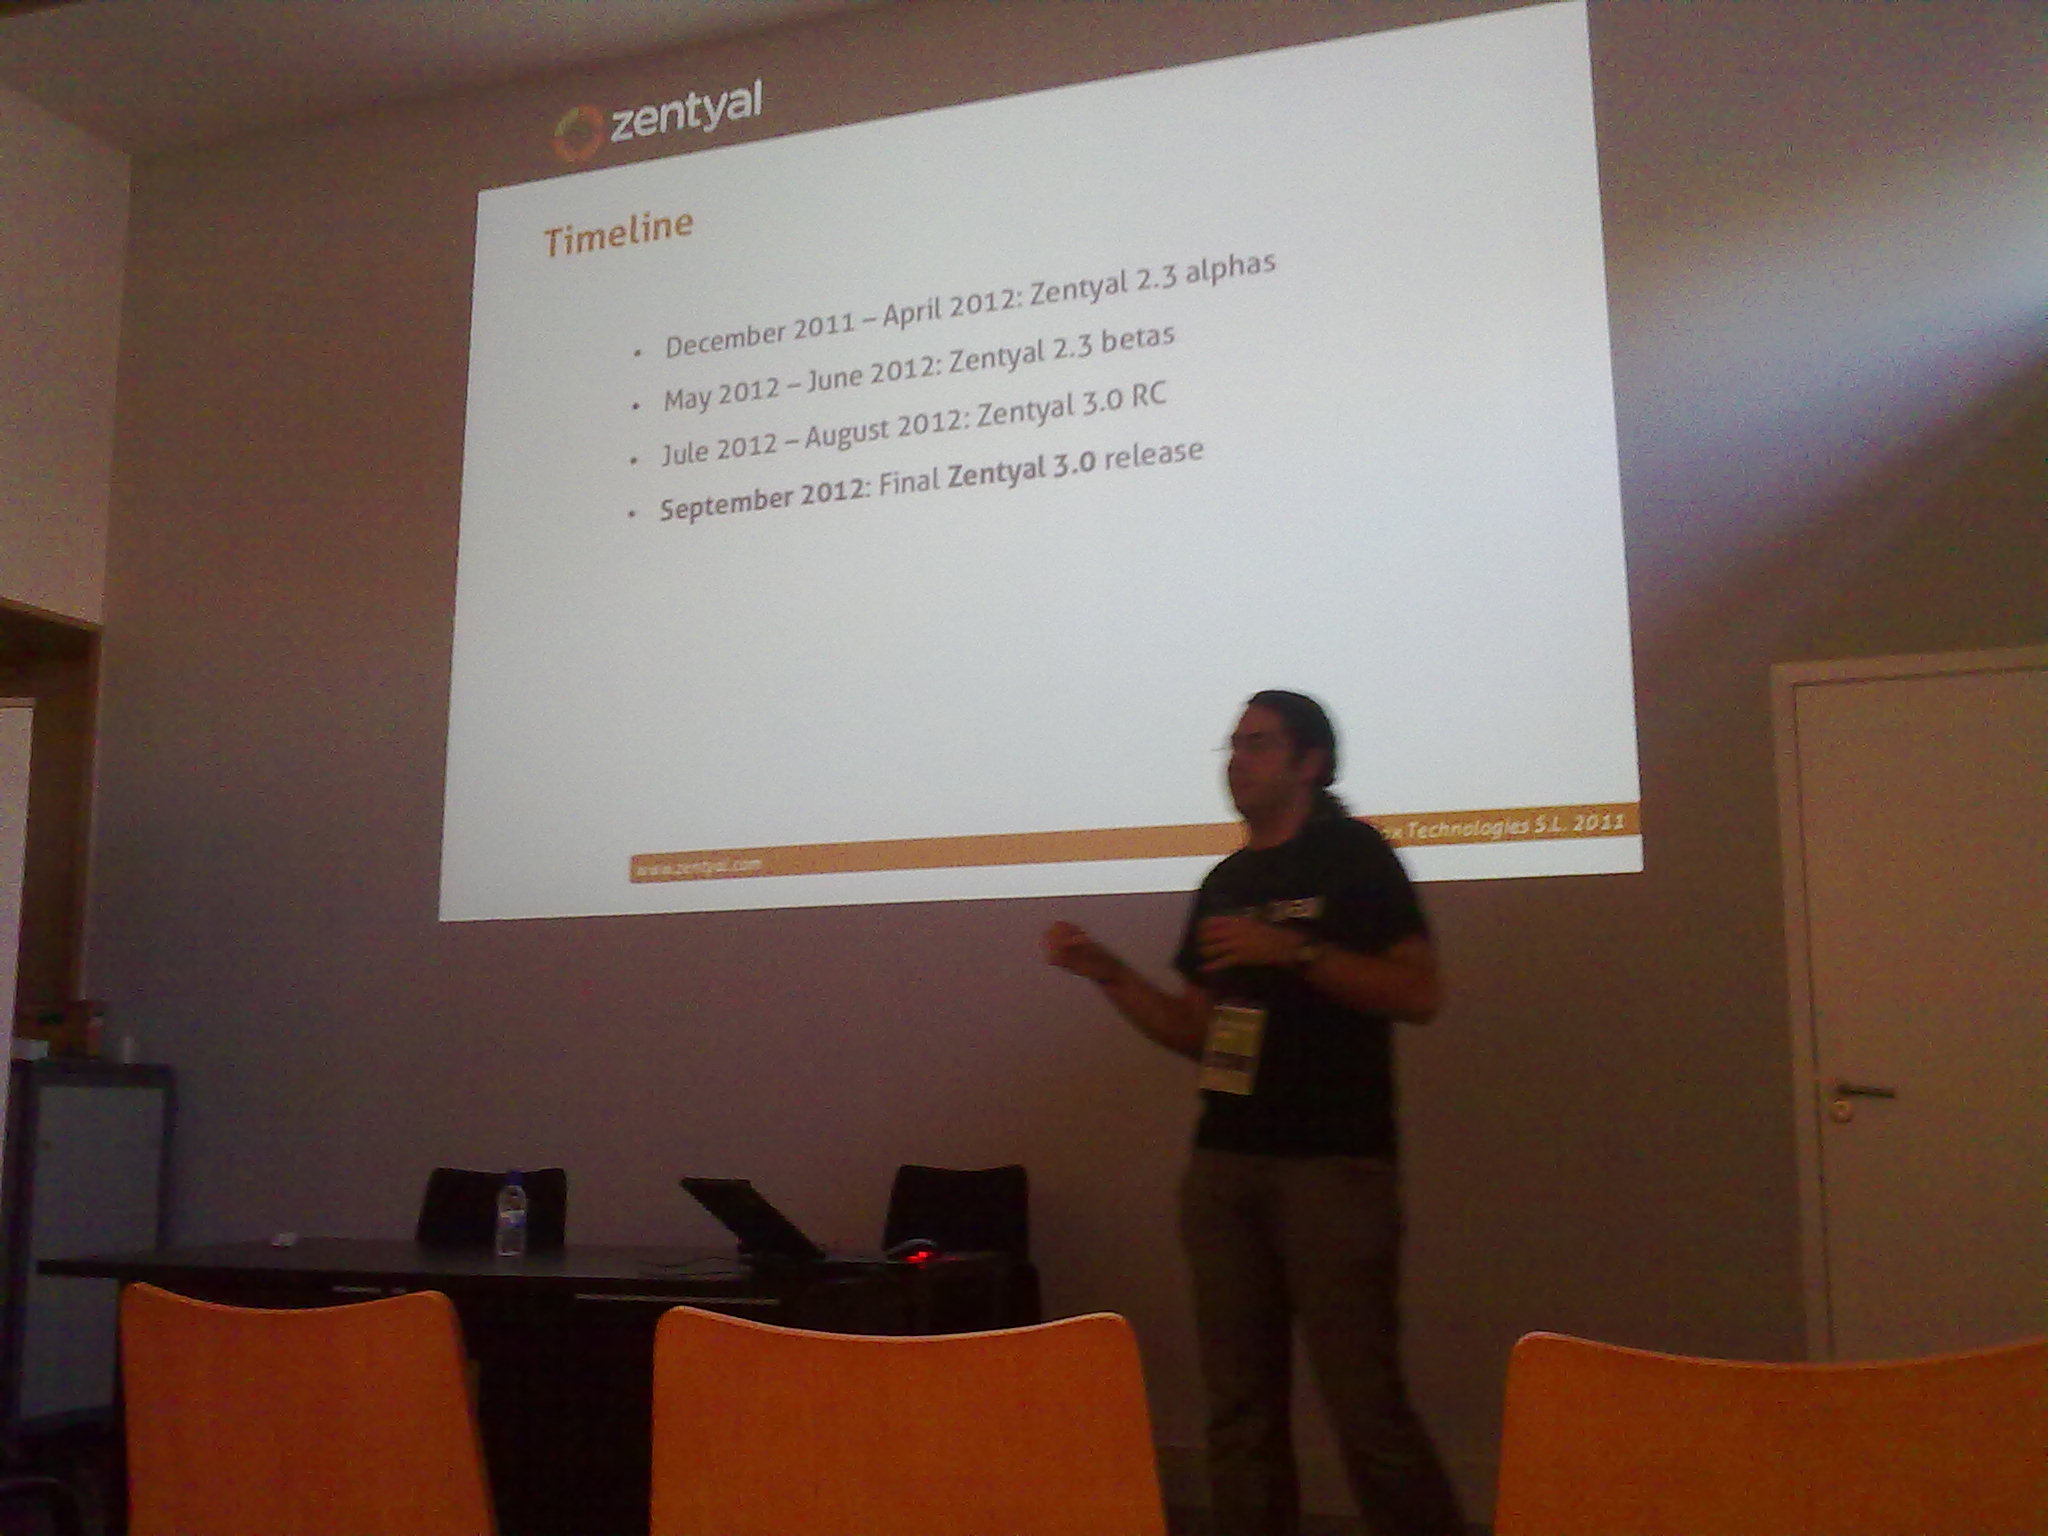 zentyal
Timeline
• December 2011 – April 2012: Zentyal 2.3 alphas
• May 2012 – June 2012: Zentyal 2.3 betas
• Jule 2012 – August 2012: Zentyal 3.0 RC
• September 2012: Final Zentyal 3.0 release
www.zentyal.com
Technologies S.L. 2011